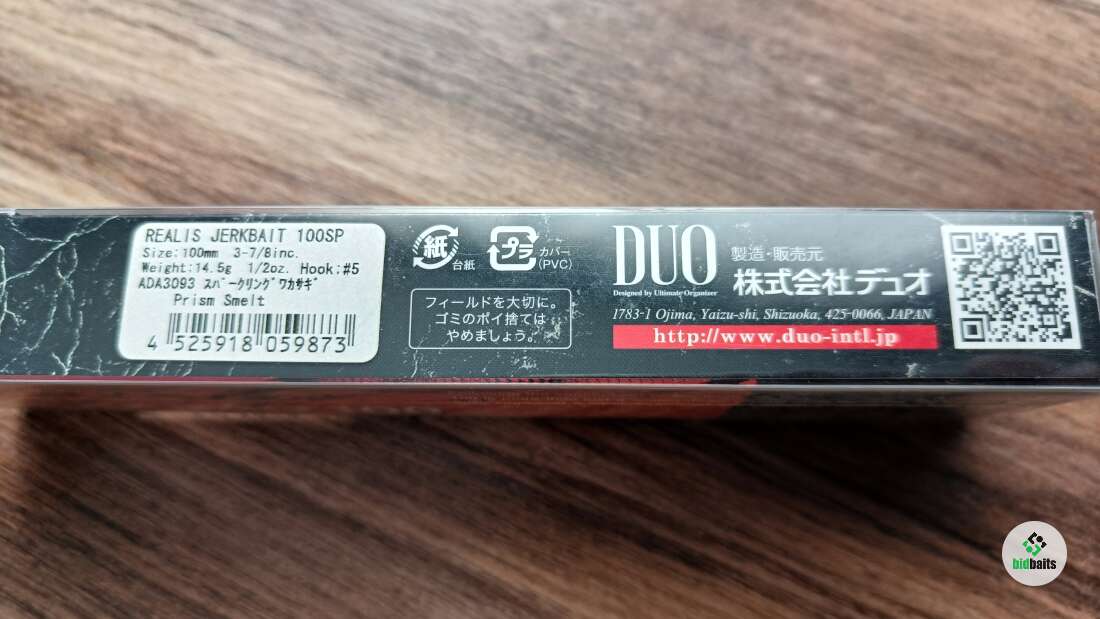 REALIS JERKBAIT 100SP
Size:100mm 3-7/8inc.
Weight:14.5g 1/2oz. Hook:#5
ADA3093 ｽﾊﾟｰｸﾘﾝｸﾞﾜｶｻｷﾞ
Prism Smelt
4 525918 059873
紙 台紙
プラ カバー
(PVC)
フィールドを大切に。
ゴミのポイ捨ては
やめましょう。
DUO
Designed by Ultimate Organizer
製造・販売元
株式会社デュオ
1783-1 Ojima, Yaizu-shi, Shizuoka, 425-0066, JAPAN
http://www.duo-intl.jp
bidbaits